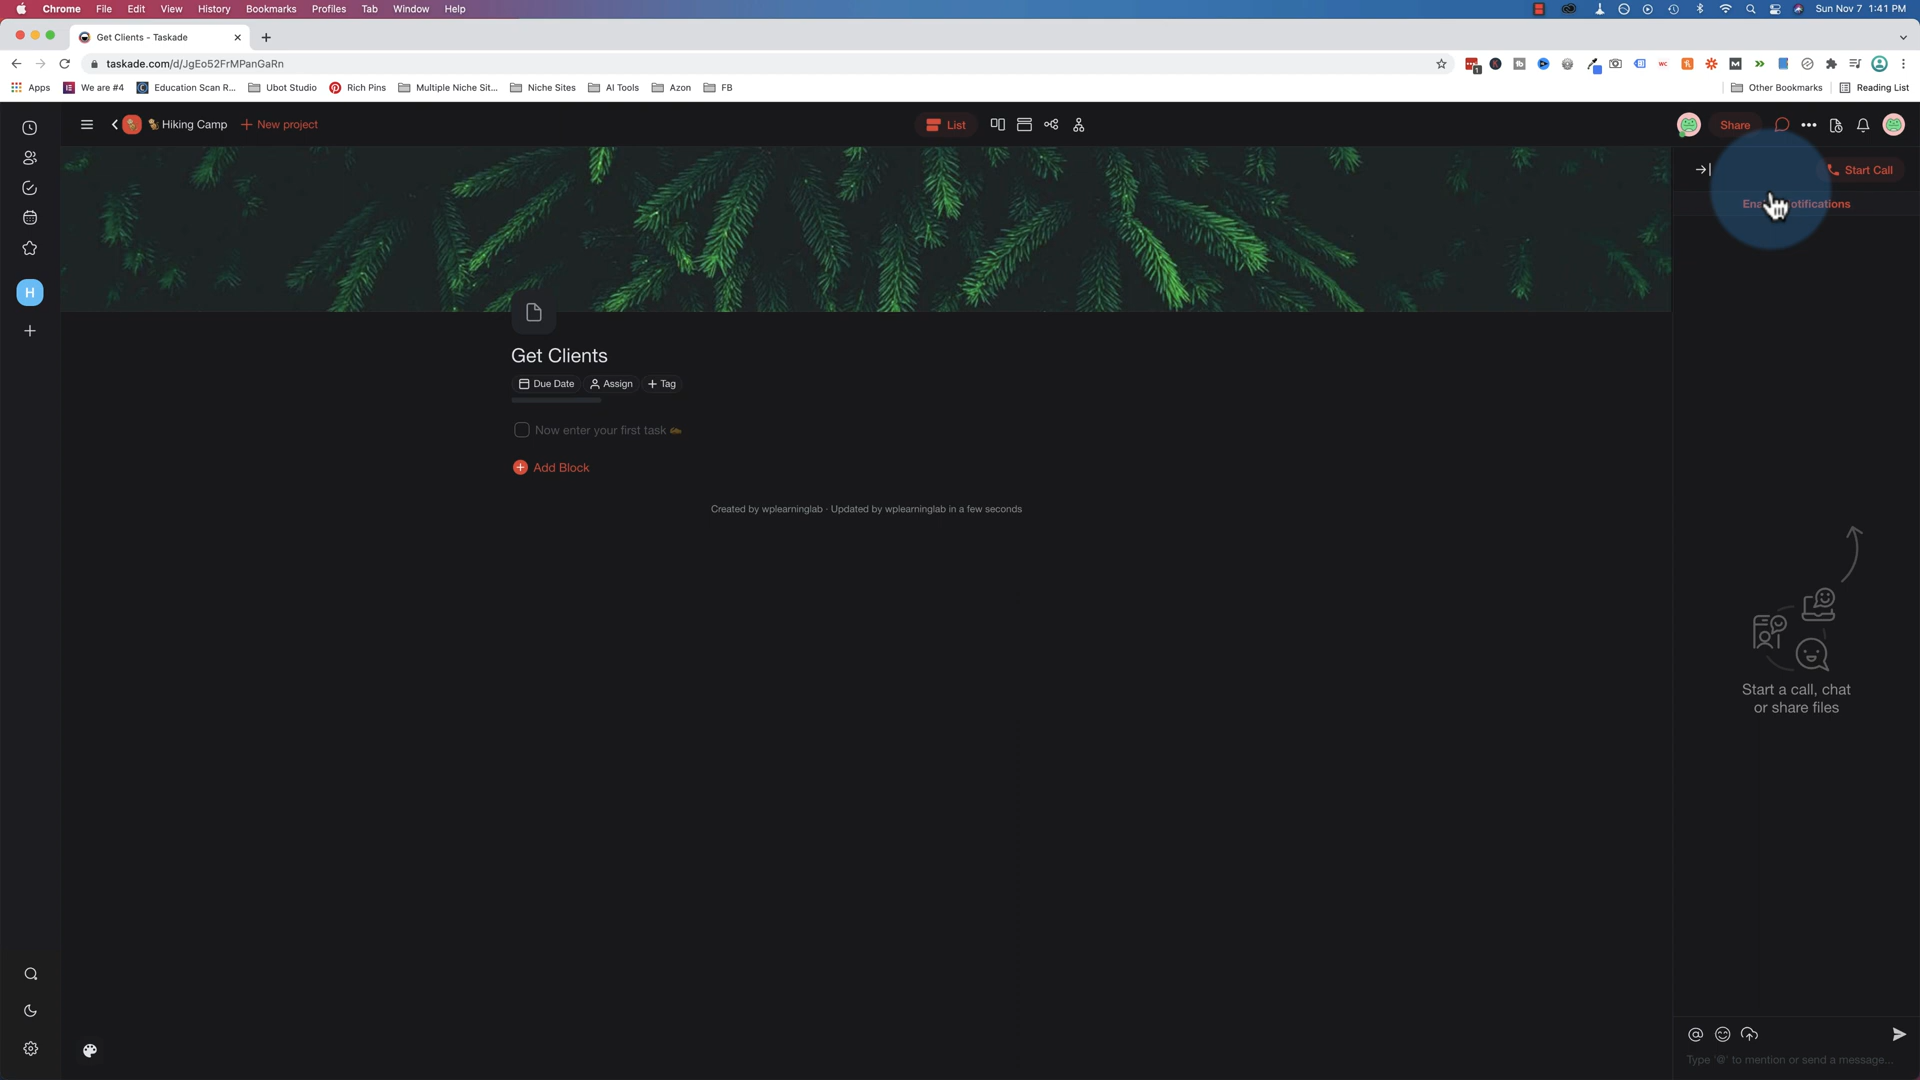 Chrome File Edit View History Bookmarks Profiles Tab Window Help Sun Nov 7 1:41 PM
Get Clients - Taskade
taskade.com/d/JgEo52FrMPanGaRn
Apps We are #4 Education Scan R... Ubot Studio Rich Pins Multiple Niche Sit... Niche Sites AI Tools Azon FB Other Bookmarks Reading List
Hiking Camp + New project List Share
Start Call
Notifications
H
Get Clients
Due Date Assign + Tag
Now enter your first task
Add Block
Created by wplearninglab · Updated by wplearninglab in a few seconds
Start a call, chat
or share files
Type '@' to mention or send a message...